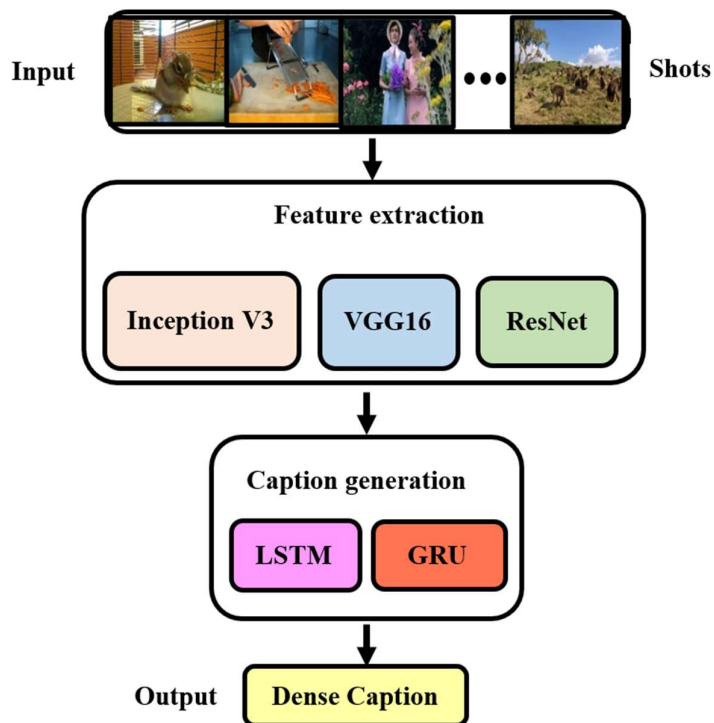 Input
Shots
Feature extraction
Inception V3
VGG16
ResNet
Caption generation
LSTM
GRU
Output
Dense Caption